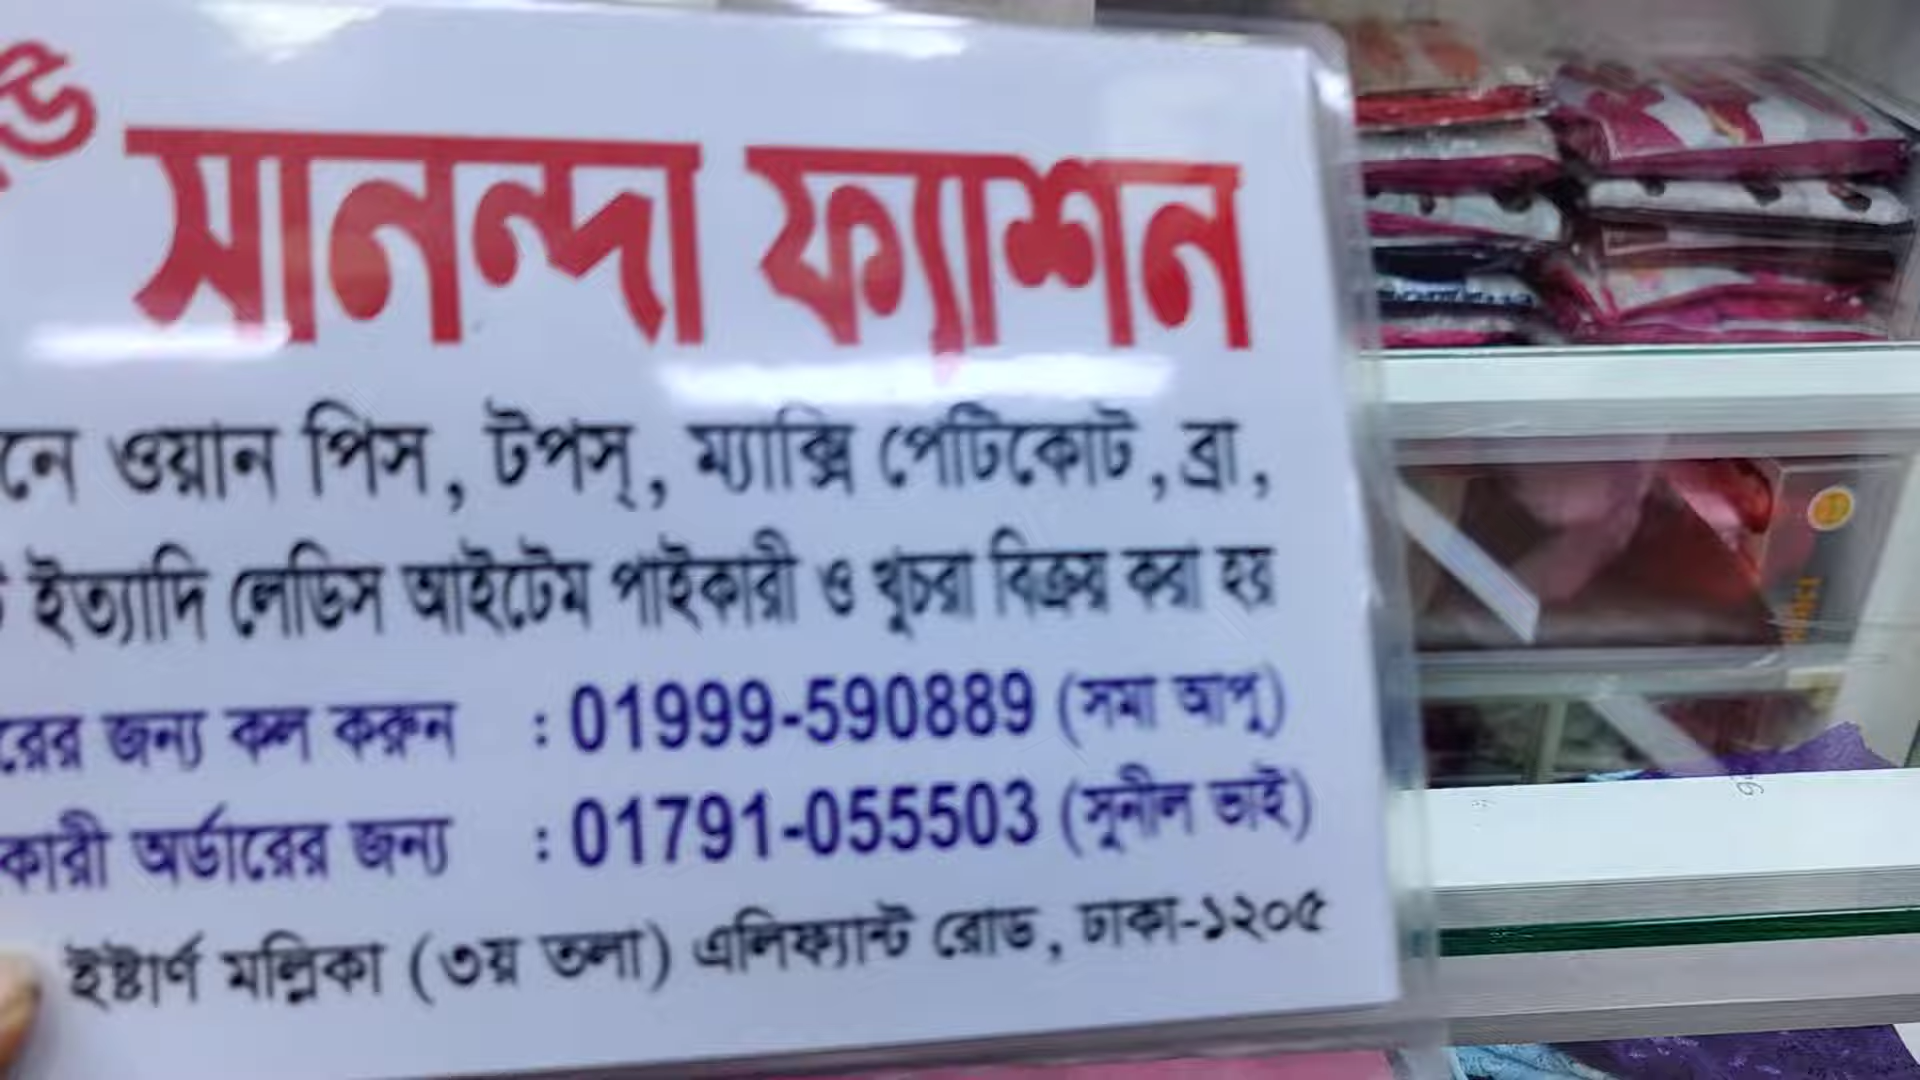 সানন্দা ফ্যাশন
ওয়ান পিস, টপস্, ম্যাক্সি পেটিকোট, ব্রা,
ইত্যাদি লেডিস আইটেম পাইকারী ও খুচরা বিক্রয় করা হয়
জন্য কল করুন : 01999-590889 (সমা আপু)
অর্ডারের জন্য : 01791-055503 (সুনীল ভাই)
ইষ্টার্ণ মল্লিকা (৩য় তলা) এলিফ্যান্ট রোড, ঢাকা-১২০৫